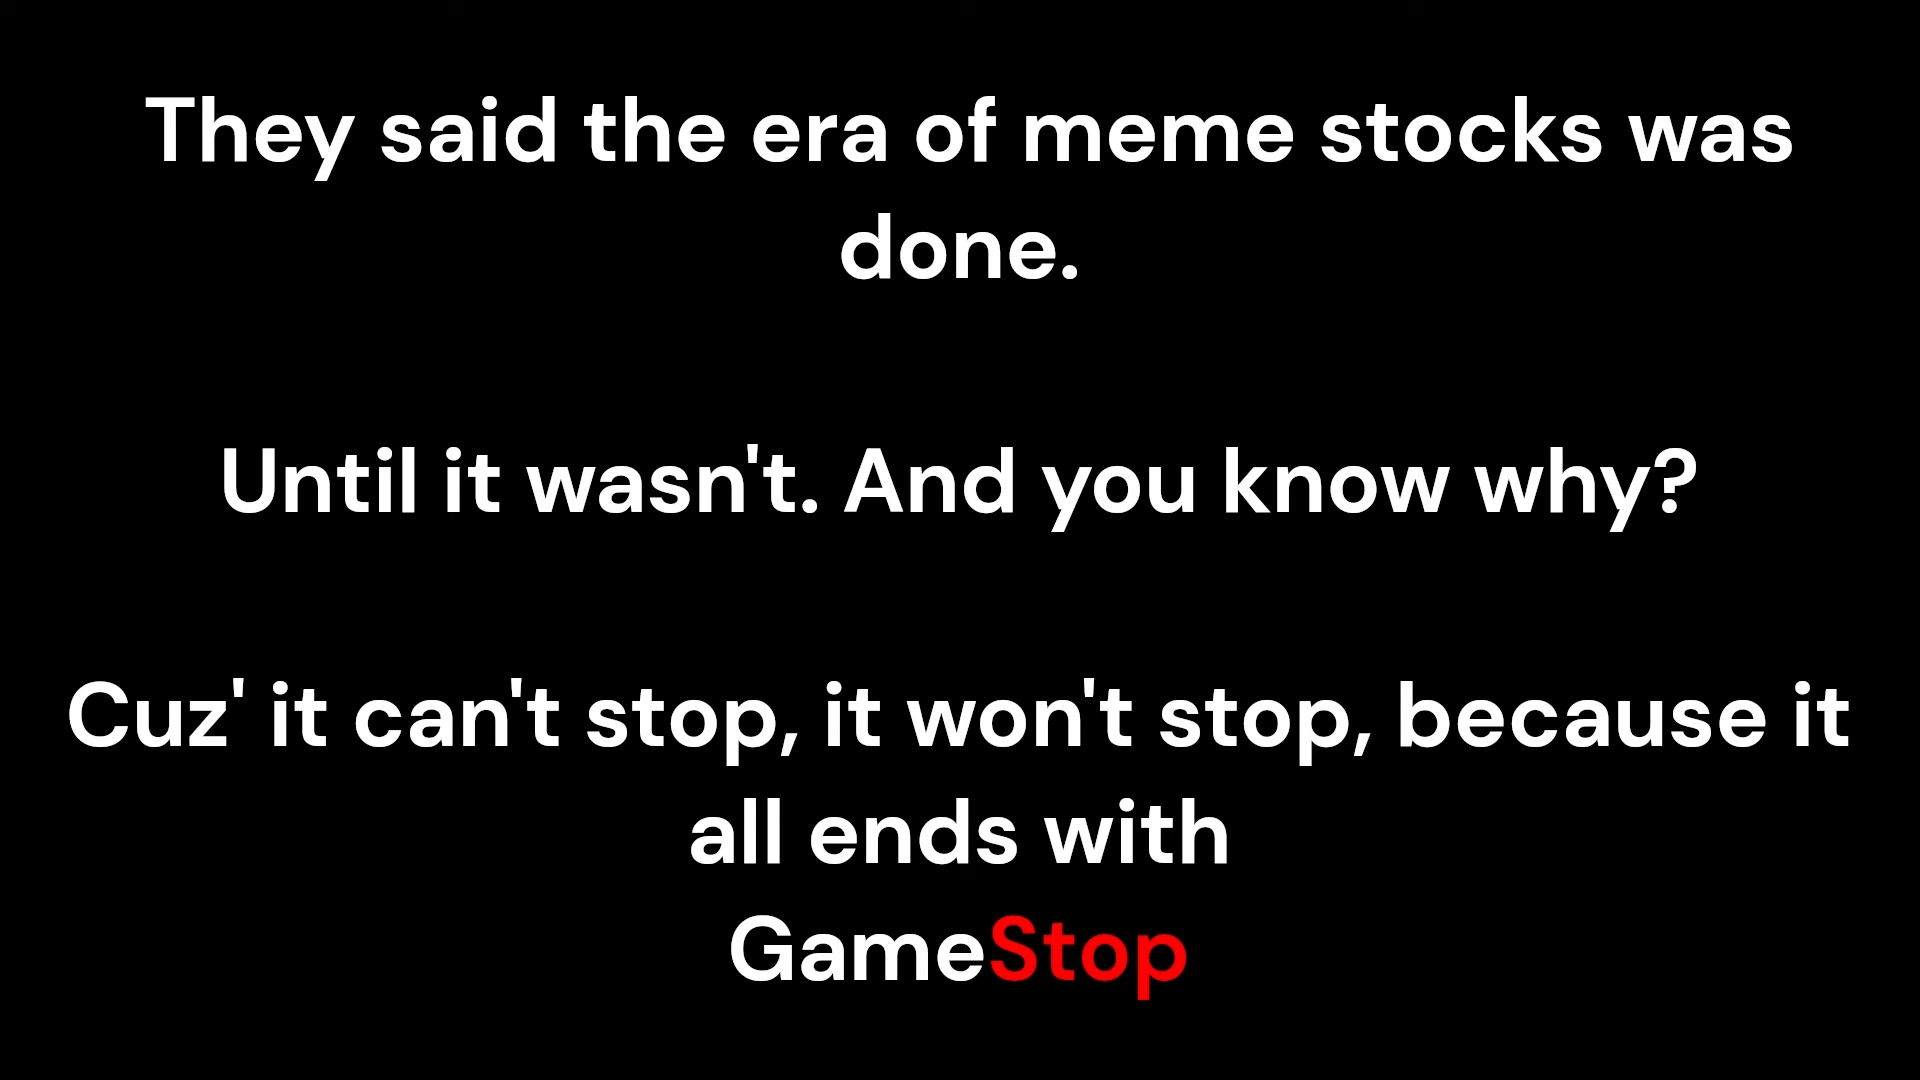 They said the era of meme stocks was
done.
Until it wasn't. And you know why?
Cuz' it can't stop, it won't stop, because it
all ends with
GameStop